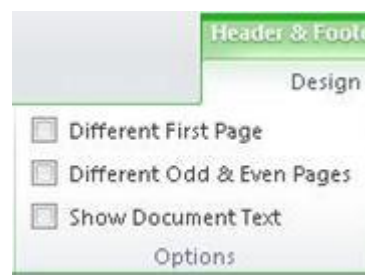 Header & Foote
Design
Different First Page
Different Odd & Even Pages
Show Document Text
Options